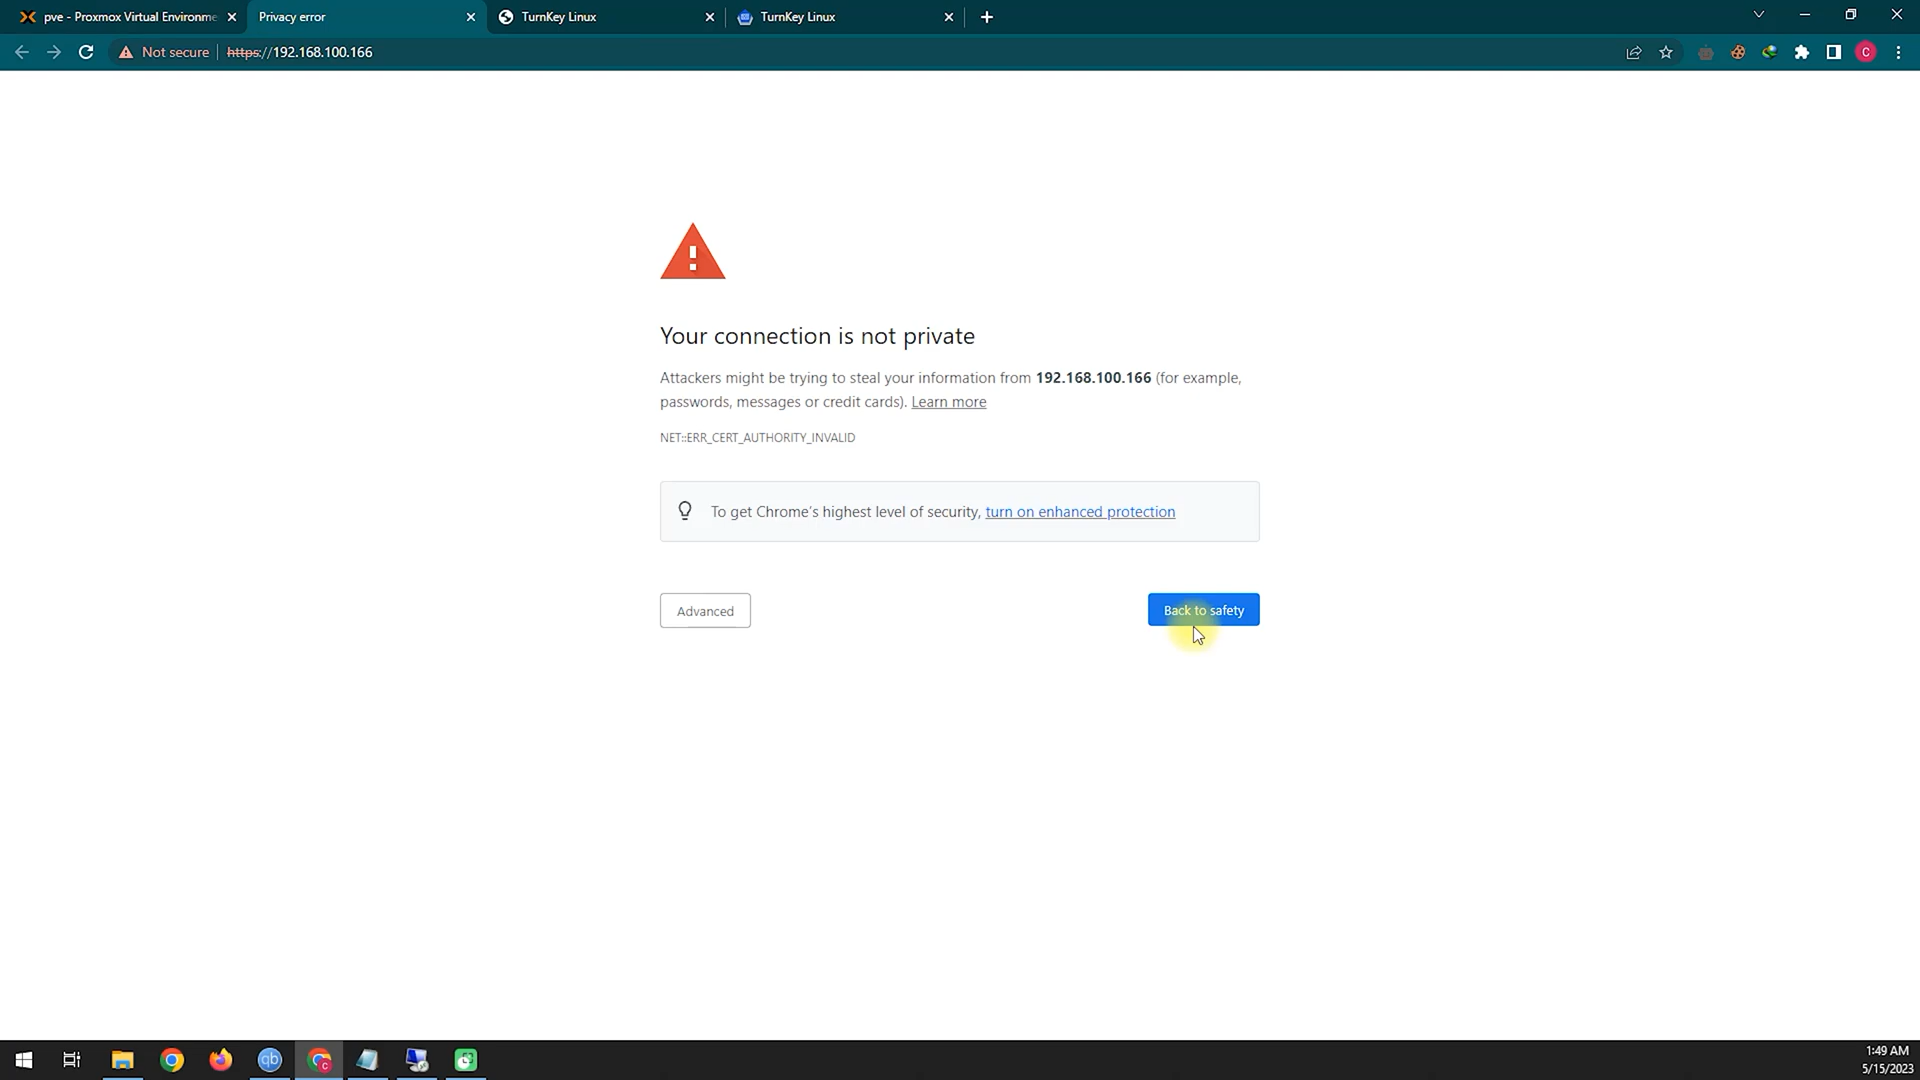 pve - Proxmox Virtual Environme
Privacy error
TurnKey Linux
TurnKey Linux
Not secure
https://192.168.100.166
C
Your connection is not private
Attackers might be trying to steal your information from 192.168.100.166 (for example,
passwords, messages or credit cards). Learn more
NET::ERR_CERT_AUTHORITY_INVALID
To get Chrome's highest level of security, turn on enhanced protection
Advanced
Back to safety
qb
C
1:49 AM
5/15/2023